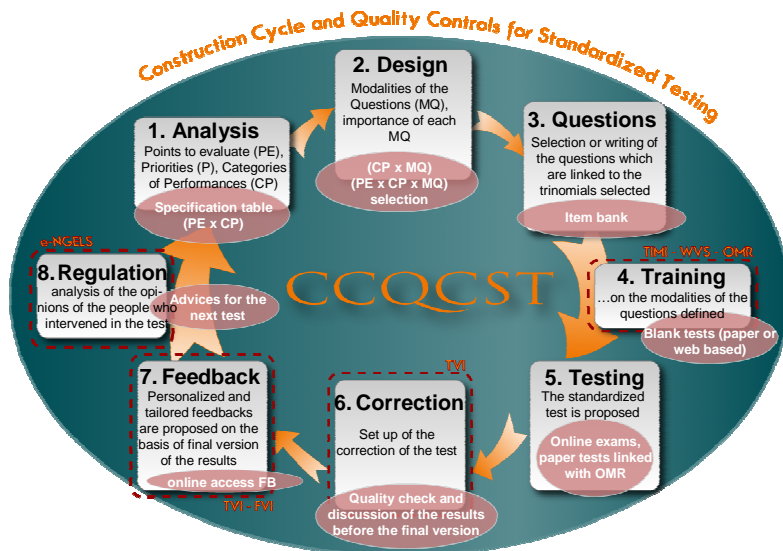 Construction Cycle and Quality Controls for Standardized Testing
2. Design
Modalities of the
Questions (MQ),
importance of each
MQ
(CP x MQ)
(PE x CP x MQ)
selection
1. Analysis
Points to evaluate (PE),
Priorities (P), Categories
of Performances (CP)
Specification table
(PE x CP)
3. Questions
Selection or writing of
the questions which
are linked to the
trinomials selected
Item bank
e-NGELS
8. Regulation
analysis of the opi-
nions of the people who
intervened in the test
Advices for the
next test
CCQCST
TIMI - WVS - OMR
4. Training
...on the modalities of the
questions defined
Blank tests (paper or
web based)
7. Feedback
Personalized and
tailored feedbacks
are proposed on the
basis of final version
of the results
online access FB
TVI - FVI
TVI
6. Correction
Set up of the
correction of the test
Quality check and
discussion of the results
before the final version
5. Testing
The standardized
test is proposed
Online exams,
paper tests linked
with OMR